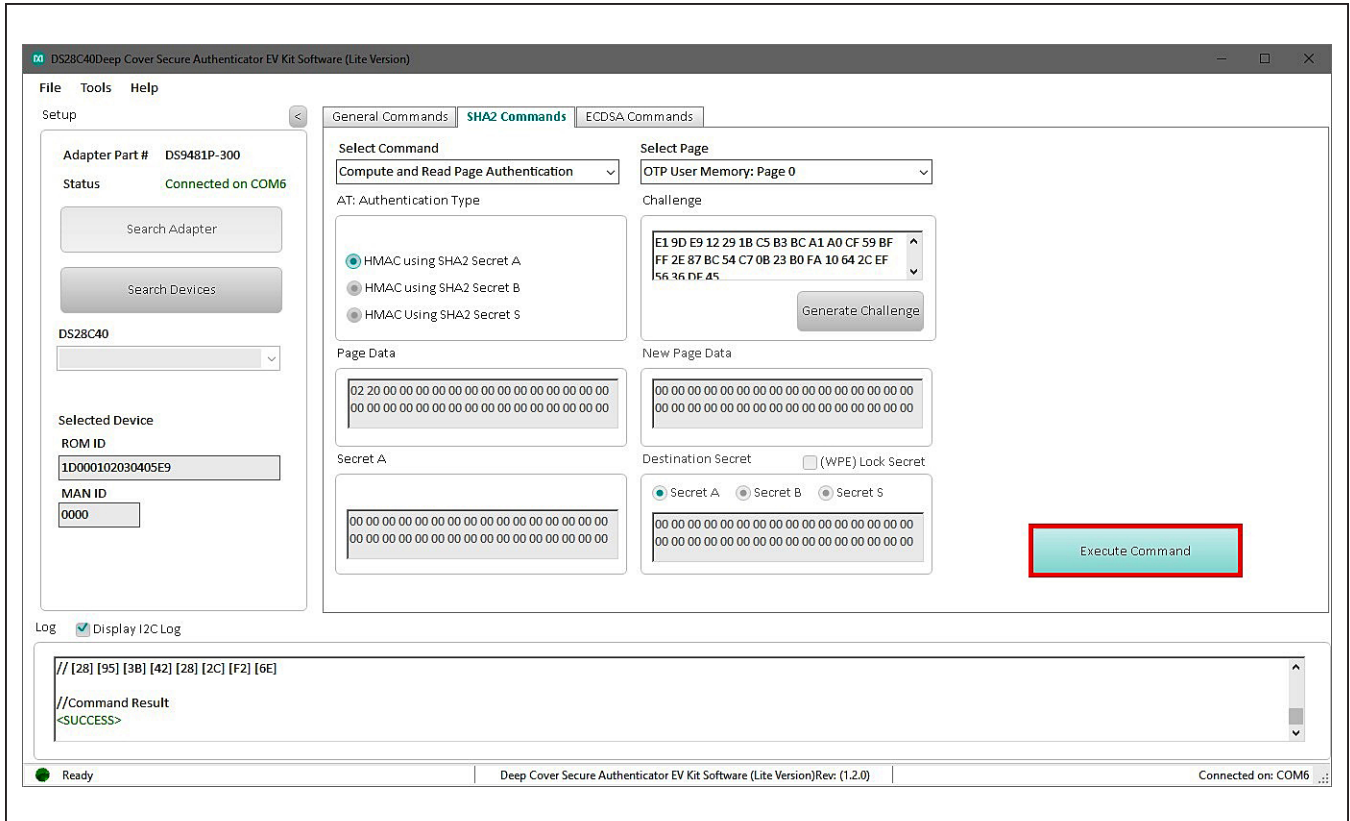 DS28C40Deep Cover Secure Authenticator EV Kit Software (Lite Version)
File Tools Help
Setup
<
Adapter Part # DS9481P-300
Status Connected on COM6
Search Adapter
Search Devices
DS28C40
Selected Device
ROM ID
1D000102030405E9
MAN ID
0000
General Commands SHA2 Commands ECDSA Commands
Select Command
Compute and Read Page Authentication
Select Page
OTP User Memory: Page 0
AT: Authentication Type
HMAC using SHA2 Secret A
HMAC using SHA2 Secret B
HMAC Using SHA2 Secret S
Challenge
E1 9D E9 12 29 1B C5 B3 BC A1 A0 CF 59 BF
FF 2E 87 BC 54 C7 0B 23 B0 FA 10 64 2C EF
56 36 DF 45
Generate Challenge
Page Data
02 20 00 00 00 00 00 00 00 00 00 00 00 00 00 00
00 00 00 00 00 00 00 00 00 00 00 00 00 00 00 00
New Page Data
00 00 00 00 00 00 00 00 00 00 00 00 00 00 00 00
00 00 00 00 00 00 00 00 00 00 00 00 00 00 00 00
Secret A
00 00 00 00 00 00 00 00 00 00 00 00 00 00 00 00
00 00 00 00 00 00 00 00 00 00 00 00 00 00 00 00
Destination Secret (WPE) Lock Secret
Secret A Secret B Secret S
00 00 00 00 00 00 00 00 00 00 00 00 00 00 00 00
00 00 00 00 00 00 00 00 00 00 00 00 00 00 00 00
Execute Command
Log Display I2C Log
// [28] [95] [3B] [42] [28] [2C] [F2] [6E]
//Command Result
<SUCCESS>
Ready
Deep Cover Secure Authenticator EV Kit Software (Lite Version)Rev: (1.2.0)
Connected on: COM6